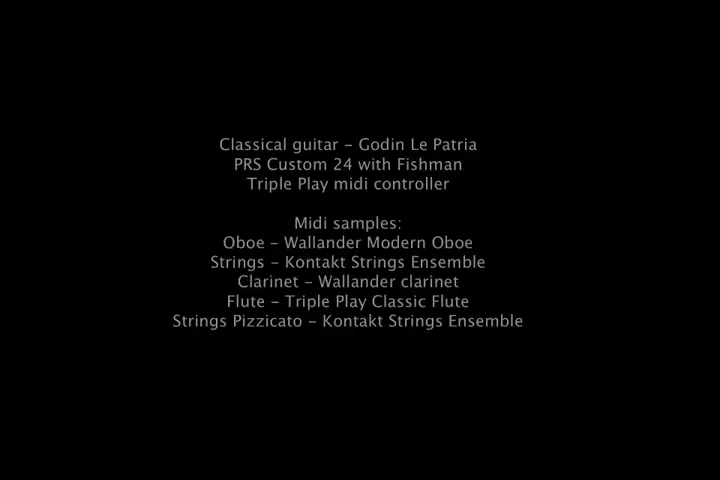 Classical guitar - Godin Le Patria
PRS Custom 24 with Fishman
Triple Play midi controller
Midi samples:
Oboe - Wallander Modern Oboe
Strings - Kontakt Strings Ensemble
Clarinet - Wallander clarinet
Flute - Triple Play Classic Flute
Strings Pizzicato - Kontakt Strings Ensemble